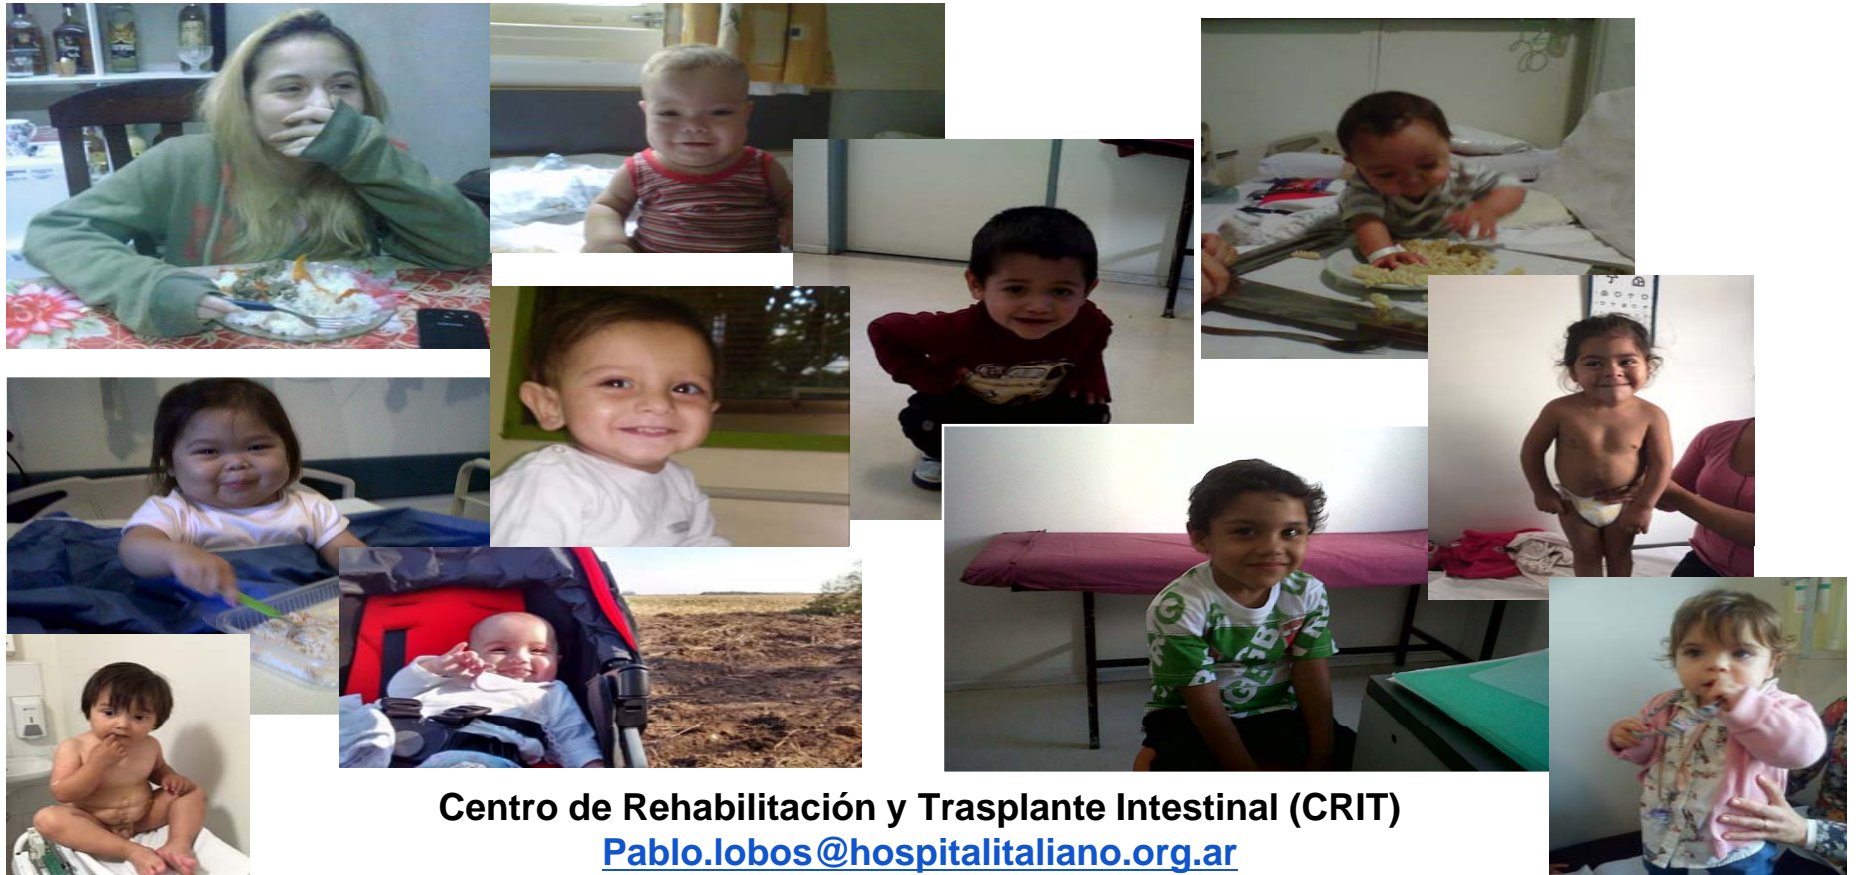 Centro de Rehabilitación y Trasplante Intestinal (CRIT)
Pablo.lobos@hospitalitaliano.org.ar